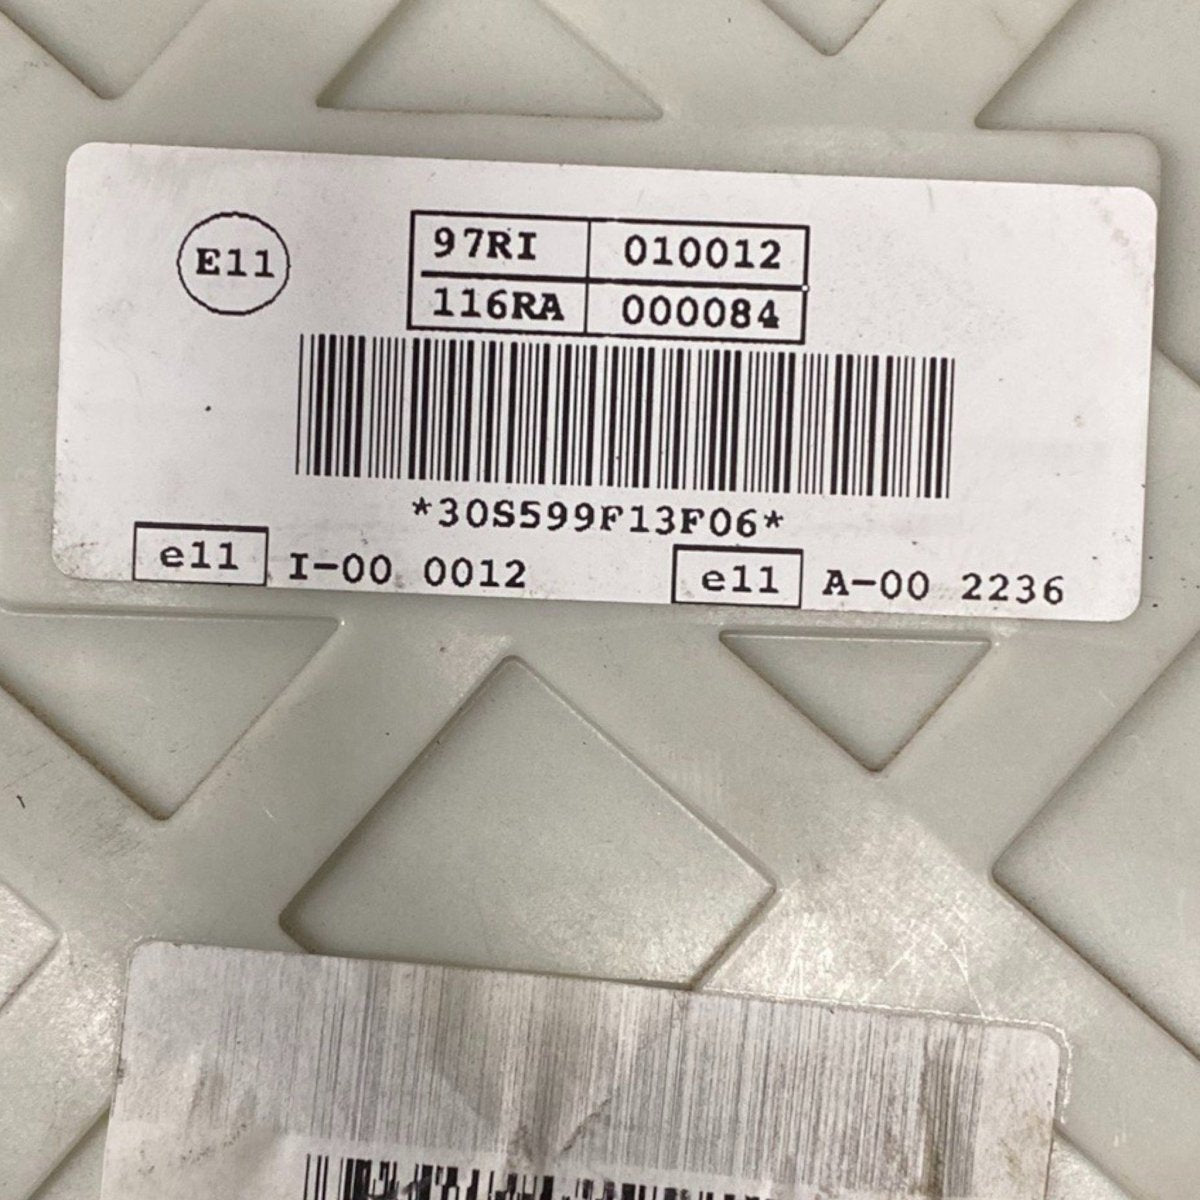 E11
97RI 010012
116RA 000084
*30S599F13F06*
e11 I-00 0012 e11 A-00 2236